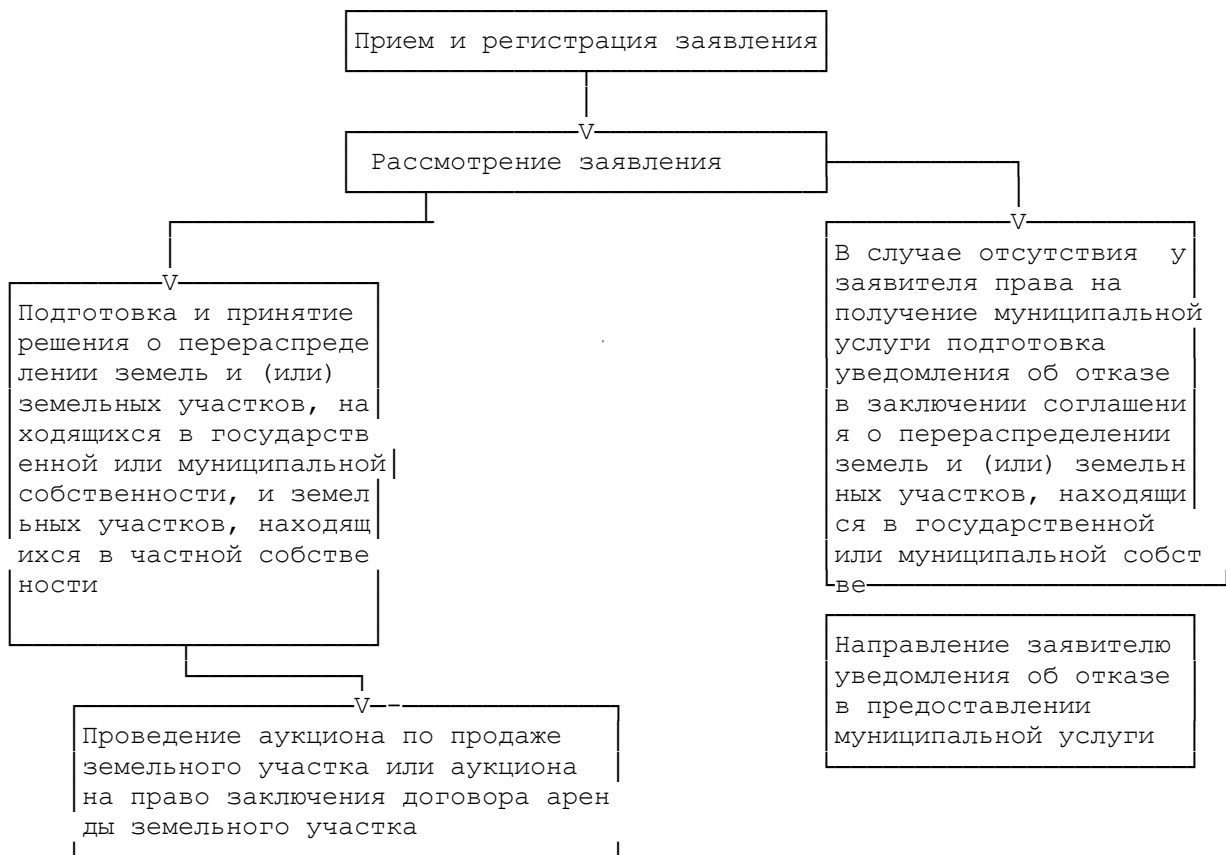 Прием и регистрация заявления
Рассмотрение заявления
Подготовка и принятие
решения о перераспреде
лении земель и (или)
земельных участков, на
ходящихся в государств
енной или муниципальной
собственности, и земел
ьных участков, находящ
ихся в частной собстве
ности
В случае отсутствия у
заявителя права на
получение муниципальной
услуги подготовка
уведомления об отказе
в заключении соглашени
я о перераспределении
земель и (или) земельн
ных участков, находящи
ся в государственной
или муниципальной собст
ве
Направление заявителю
уведомления об отказе
в предоставлении
муниципальной услуги
Проведение аукциона по продаже
земельного участка или аукциона
на право заключения договора арен
ды земельного участка